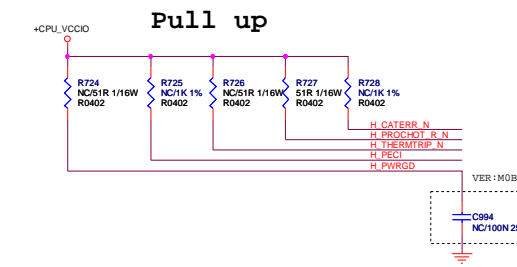 Pull up
+CPU_VCCIO
R724
NC/51R 1/16W
R0402
R725
NC/1K 1%
R0402
R726
NC/51R 1/16W
R0402
R727
51R 1/16W
R0402
R728
NC/1K 1%
R0402
H_CATERR_N
H_PROCHOT_R_N
H_THERMTRIP_N
H_PECI
H_PWRGD
VER:M0B
C994
NC/100N 25